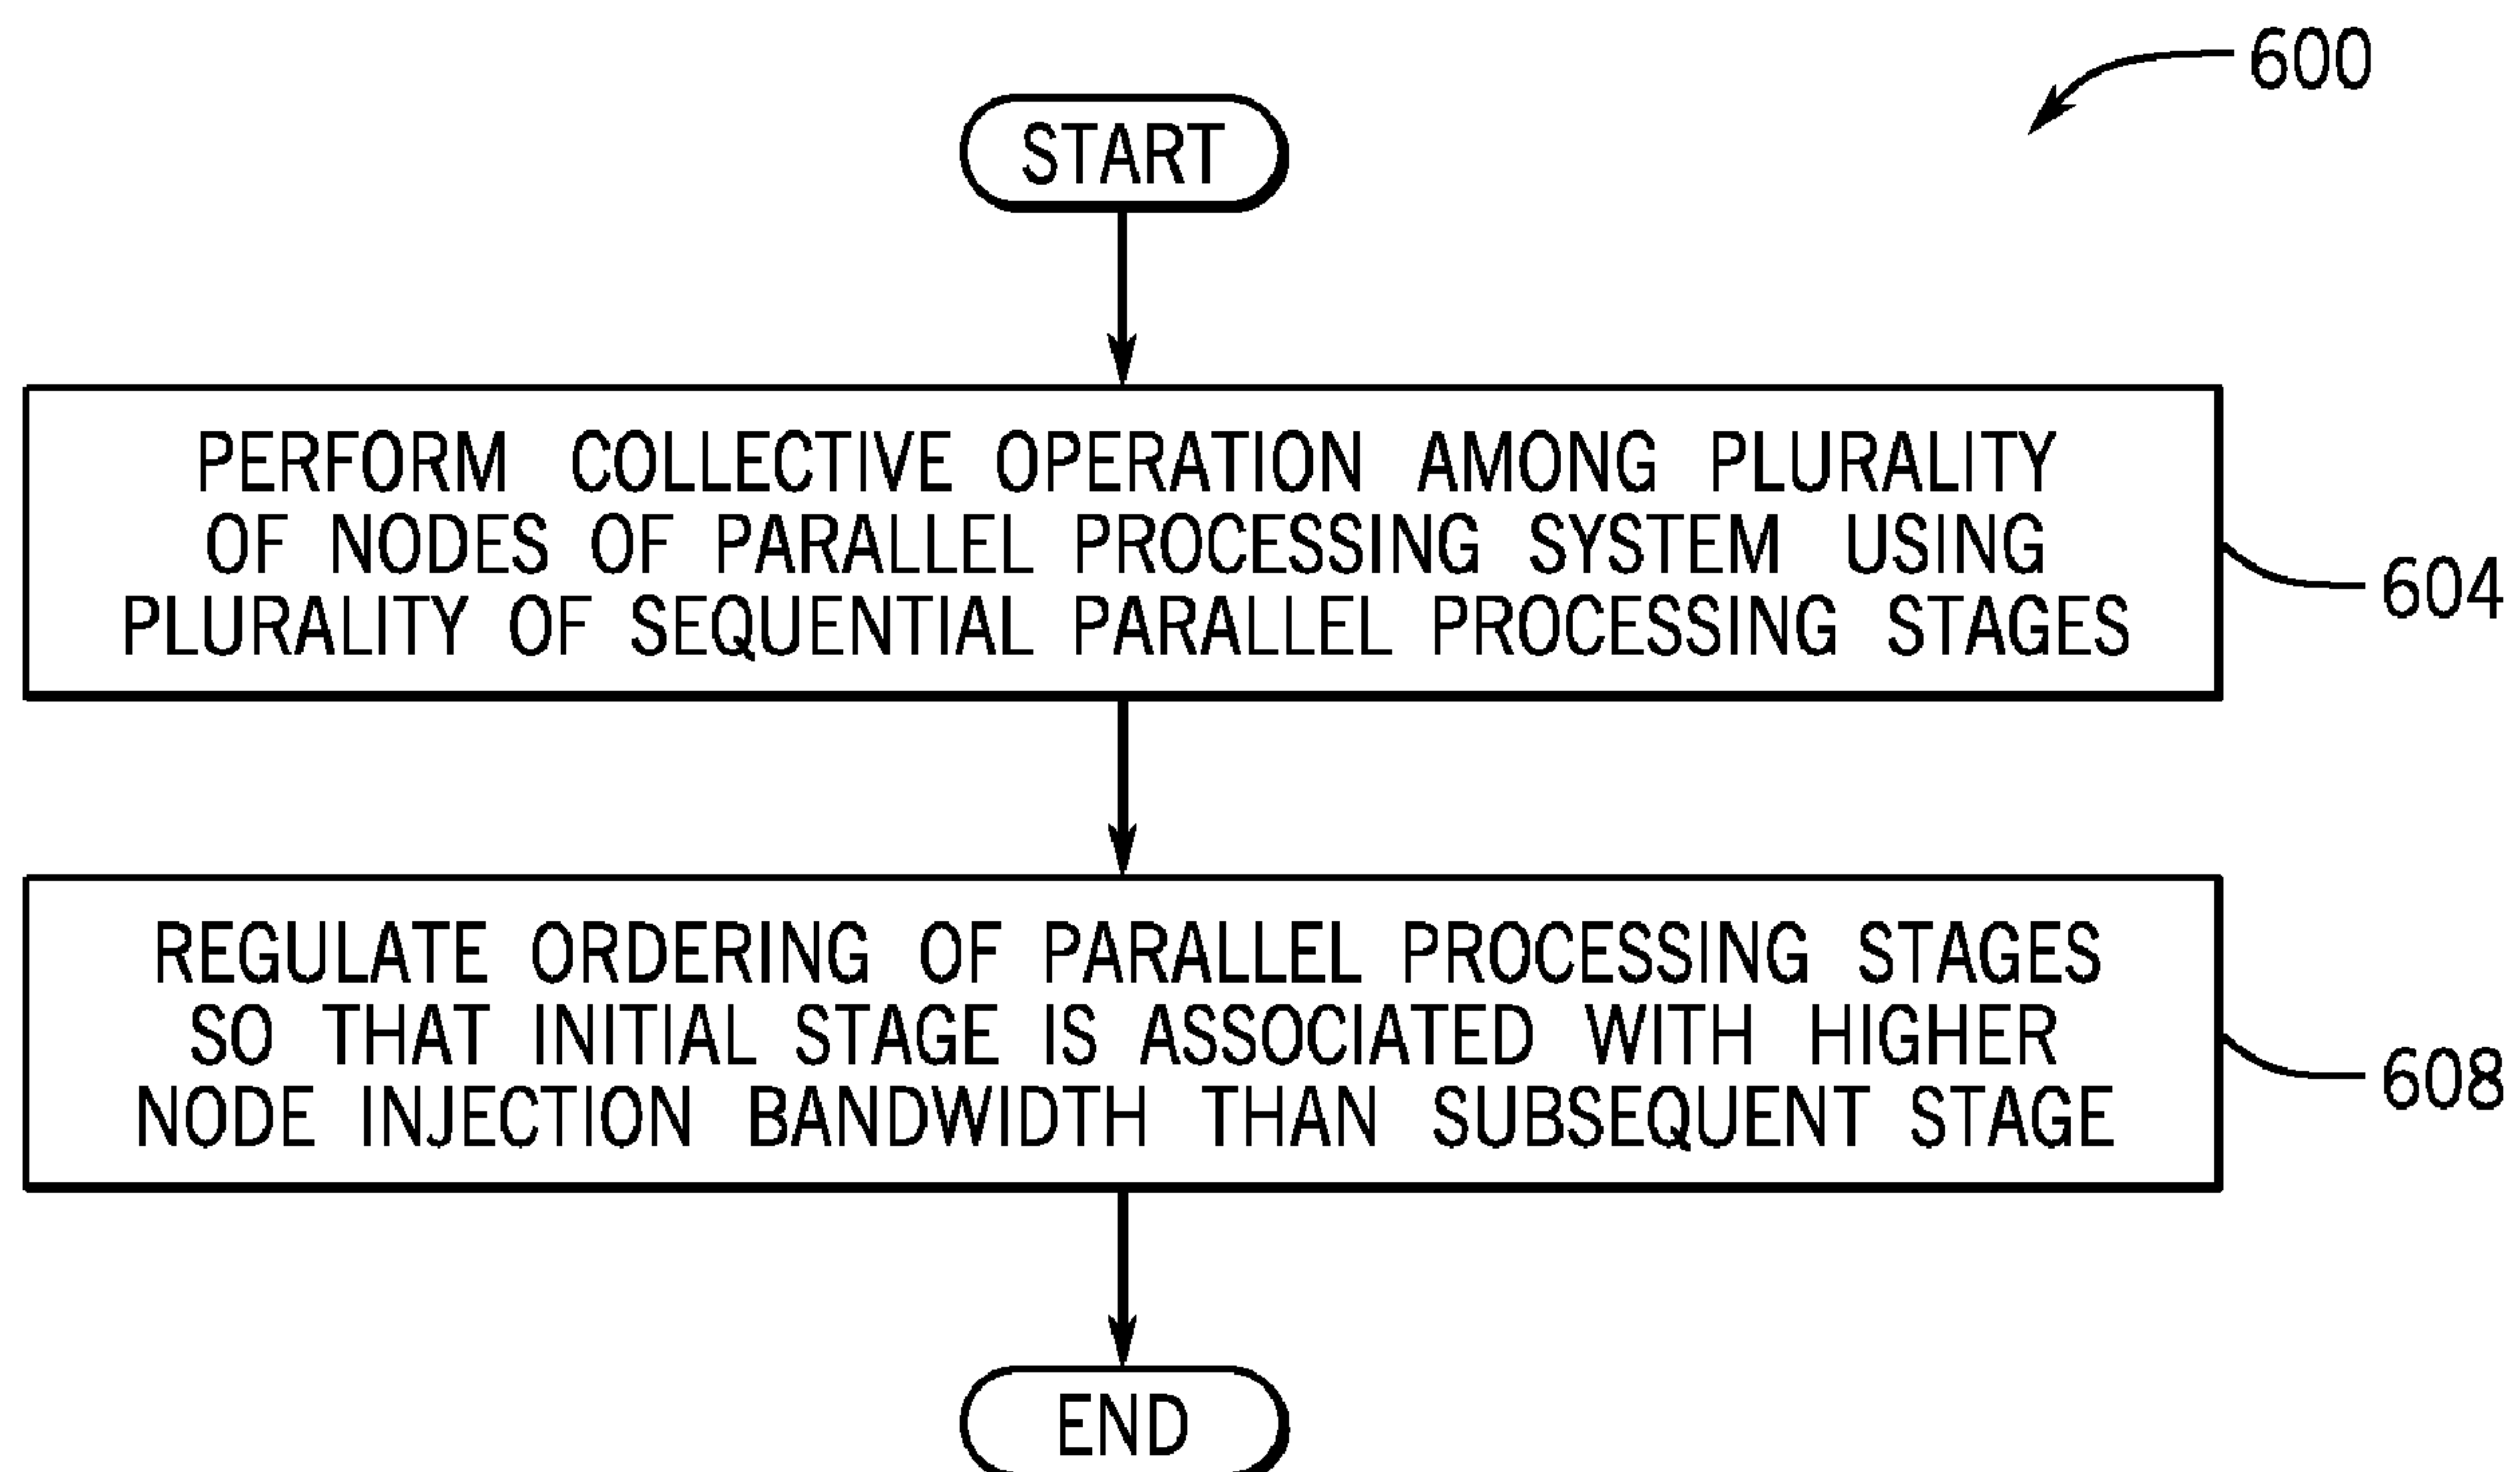 600
START
PERFORM COLLECTIVE OPERATION AMONG PLURALITY
OF NODES OF PARALLEL PROCESSING SYSTEM USING
PLURALITY OF SEQUENTIAL PARALLEL PROCESSING STAGES
604
REGULATE ORDERING OF PARALLEL PROCESSING STAGES
SO THAT INITIAL STAGE IS ASSOCIATED WITH HIGHER
NODE INJECTION BANDWIDTH THAN SUBSEQUENT STAGE
608
END